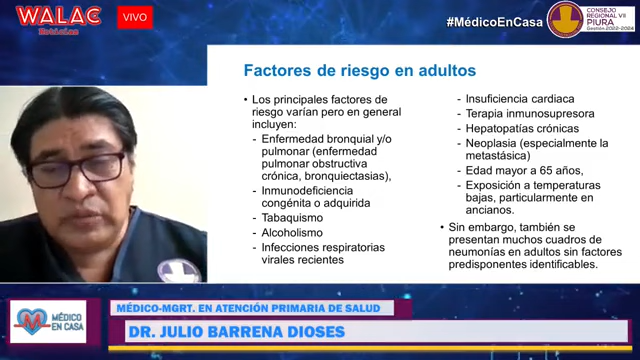 WALAC
Noticias
VIVO
#MédicoEnCasa
CONSEJO
REGIONAL VII
PIURA
Gestión 2022-2024
Factores de riesgo en adultos
• Los principales factores de
riesgo varían pero en general
incluyen:
- Enfermedad bronquial y/o
pulmonar (enfermedad
pulmonar obstructiva
crónica, bronquiectasias),
- Inmunodeficiencia
congénita o adquirida
- Tabaquismo
- Alcoholismo
- Infecciones respiratorias
virales recientes
- Insuficiencia cardiaca
- Terapia inmunosupresora
- Hepatopatías crónicas
- Neoplasia (especialmente la
metastásica)
- Edad mayor a 65 años,
- Exposición a temperaturas
bajas, particularmente en
ancianos.
• Sin embargo, también se
presentan muchos cuadros de
neumonías en adultos sin factores
predisponentes identificables.
MÉDICO
EN CASA
MÉDICO-MGRT. EN ATENCIÓN PRIMARIA DE SALUD
DR. JULIO BARRENA DIOSES